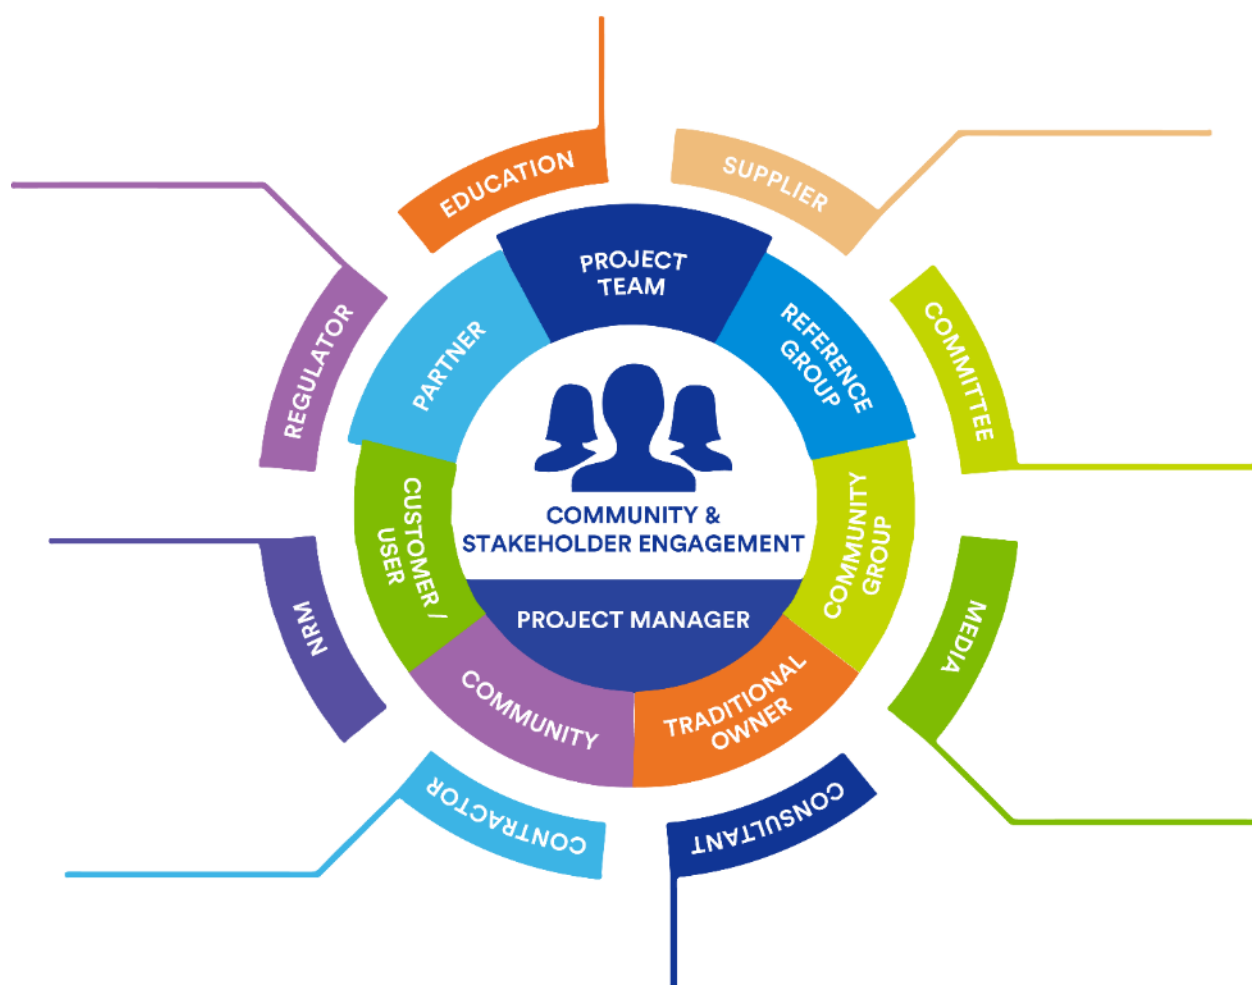 EDUCATION
SUPPLIER
PROJECT
TEAM
PARTNER
REFERENCE
GROUP
REGULATOR
COMMITTEE
COMMUNITY &
STAKEHOLDER ENGAGEMENT
PROJECT MANAGER
CUSTOMER /
USER
COMMUNITY
GROUP
NRM
MEDIA
COMMUNITY
TRADITIONAL
OWNER
CONTRACTOR
CONSULTANT